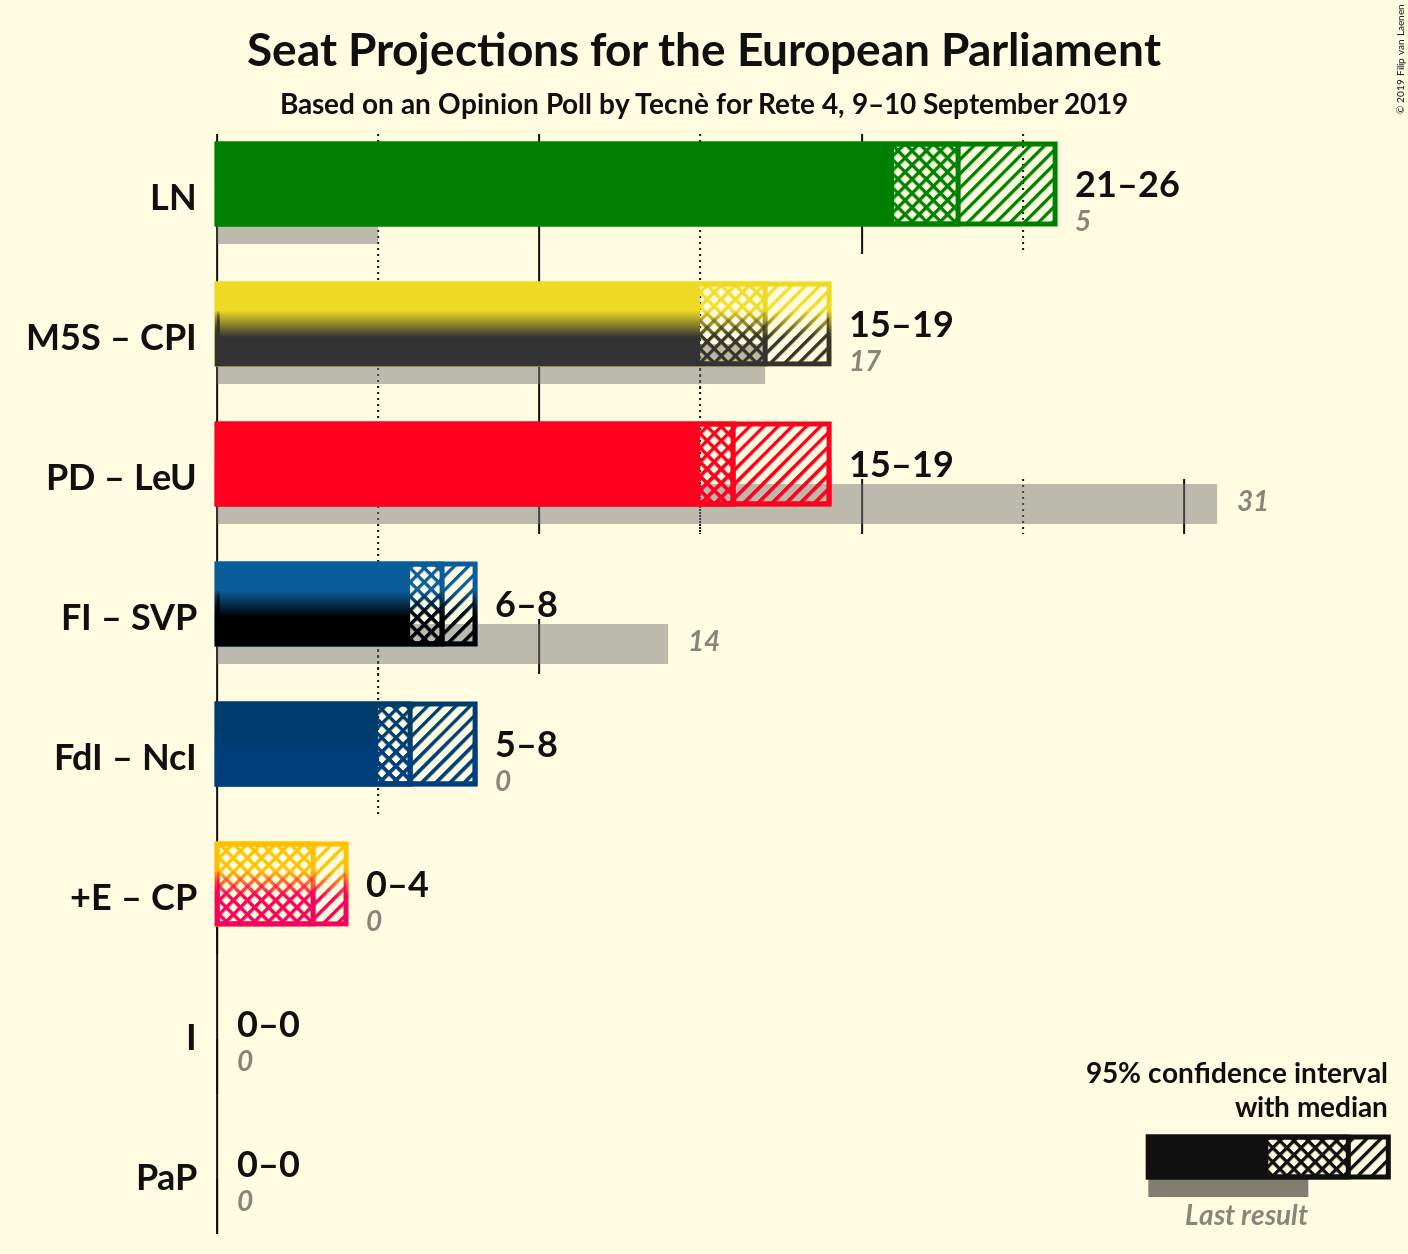 Seat Projections for the European Parliament
Based on an Opinion Poll by Tecnè for Rete 4, 9–10 September 2019
© 2019 Filip van Laenen
LN
21–26
5
M5S – CPI
15–19
17
PD – LeU
15–19
31
FI – SVP
6–8
14
FdI – NcI
5–8
0
+E – CP
0–4
0
I
0–0
0
PaP
0–0
0
95% confidence interval
with median
Last result